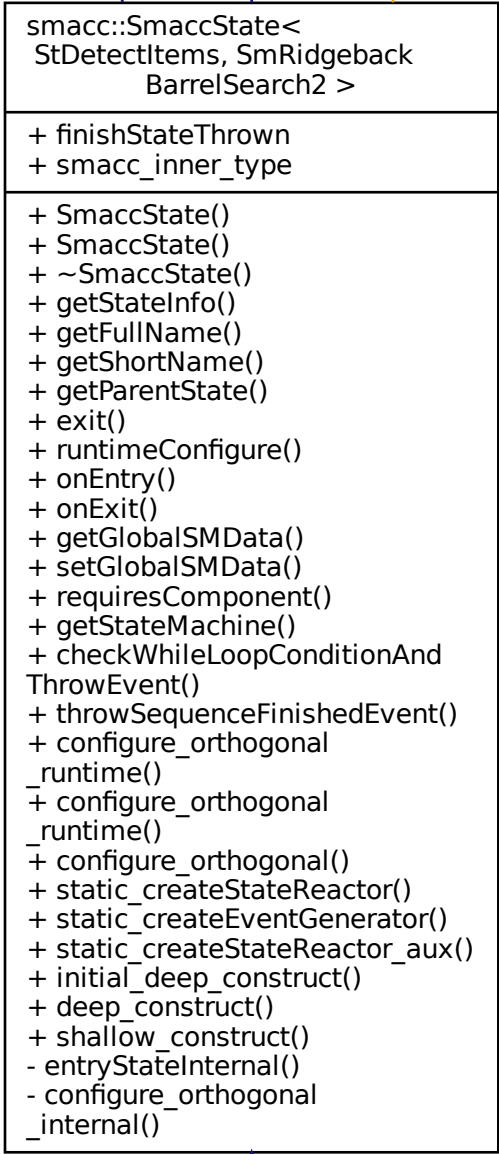 smacc::SmaccState<
StDetectItems, SmRidgeback
BarrelSearch2 >
+ finishStateThrown
+ smacc_inner_type
+ SmaccState()
+ SmaccState()
+ ~SmaccState()
+ getStateInfo()
+ getFullName()
+ getShortName()
+ getParentState()
+ exit()
+ runtimeConfigure()
+ onEntry()
+ onExit()
+ getGlobalSMData()
+ setGlobalSMData()
+ requiresComponent()
+ getStateMachine()
+ checkWhileLoopConditionAnd
ThrowEvent()
+ throwSequenceFinishedEvent()
+ configure_orthogonal
_runtime()
+ configure_orthogonal
_runtime()
+ configure_orthogonal()
+ static_createStateReactor()
+ static_createEventGenerator()
+ static_createStateReactor_aux()
+ initial_deep_construct()
+ deep_construct()
+ shallow_construct()
- entryStateInternal()
- configure_orthogonal
_internal()